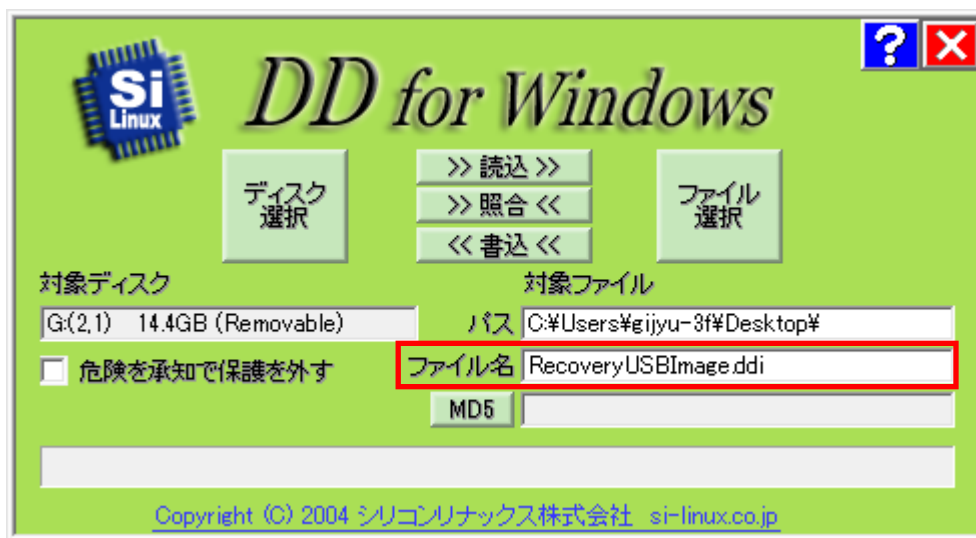 ?
Si
Linux
DD for Windows
ディスク
選択
>> 読込 >>
>> 照合 <<
<< 書込 <<
ファイル
選択
対象ディスク
対象ファイル
G:(2,1) 14.4GB (Removable)
パス C:¥Users¥gijyu-3f¥Desktop¥
危険を承知で保護を外す
ファイル名 RecoveryUSBImage.ddi
MD5
Copyright (C) 2004 シリコンリナックス株式会社 si-linux.co.jp